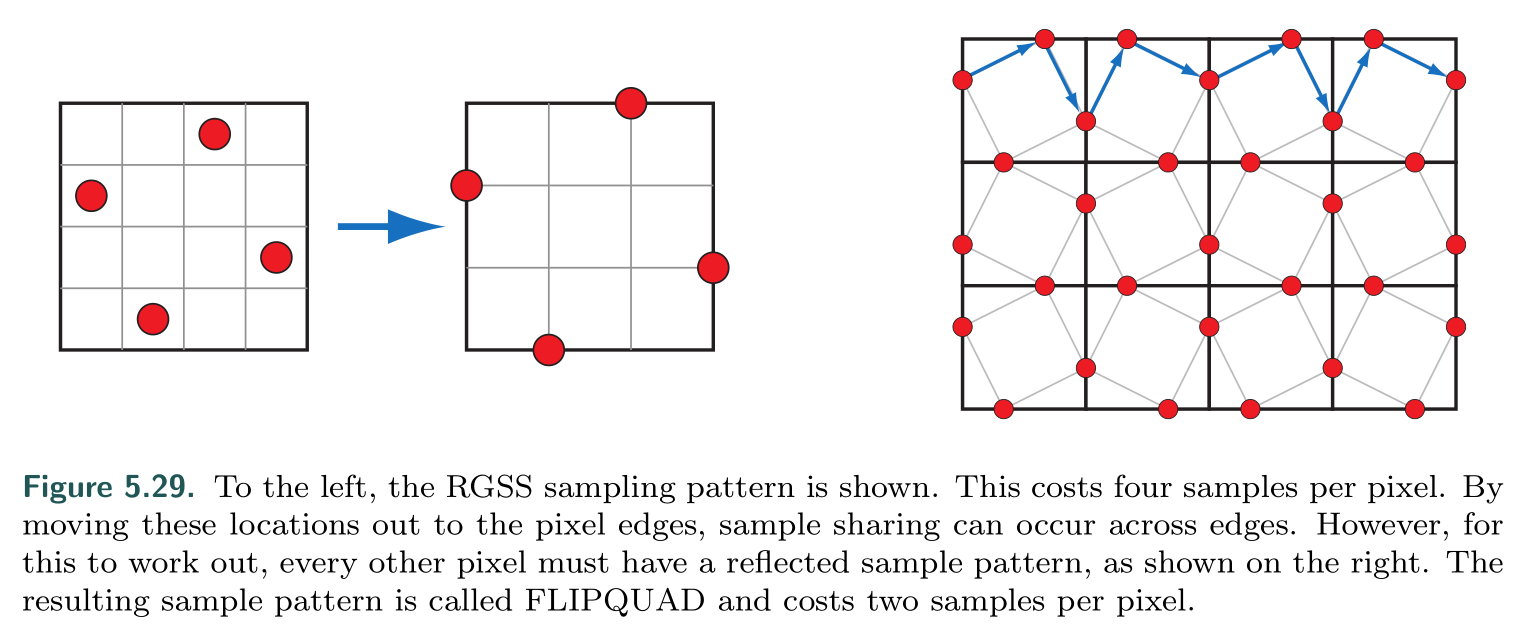 Figure 5.29. To the left, the RGSS sampling pattern is shown. This costs four samples per pixel. By
moving these locations out to the pixel edges, sample sharing can occur across edges. However, for
this to work out, every other pixel must have a reflected sample pattern, as shown on the right. The
resulting sample pattern is called FLIPQUAD and costs two samples per pixel.